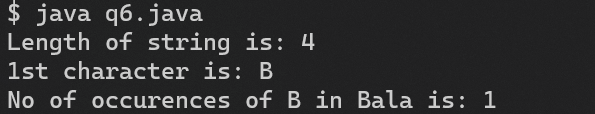 $ java q6.java
Length of string is: 4
1st character is: B
No of occurences of B in Bala is: 1